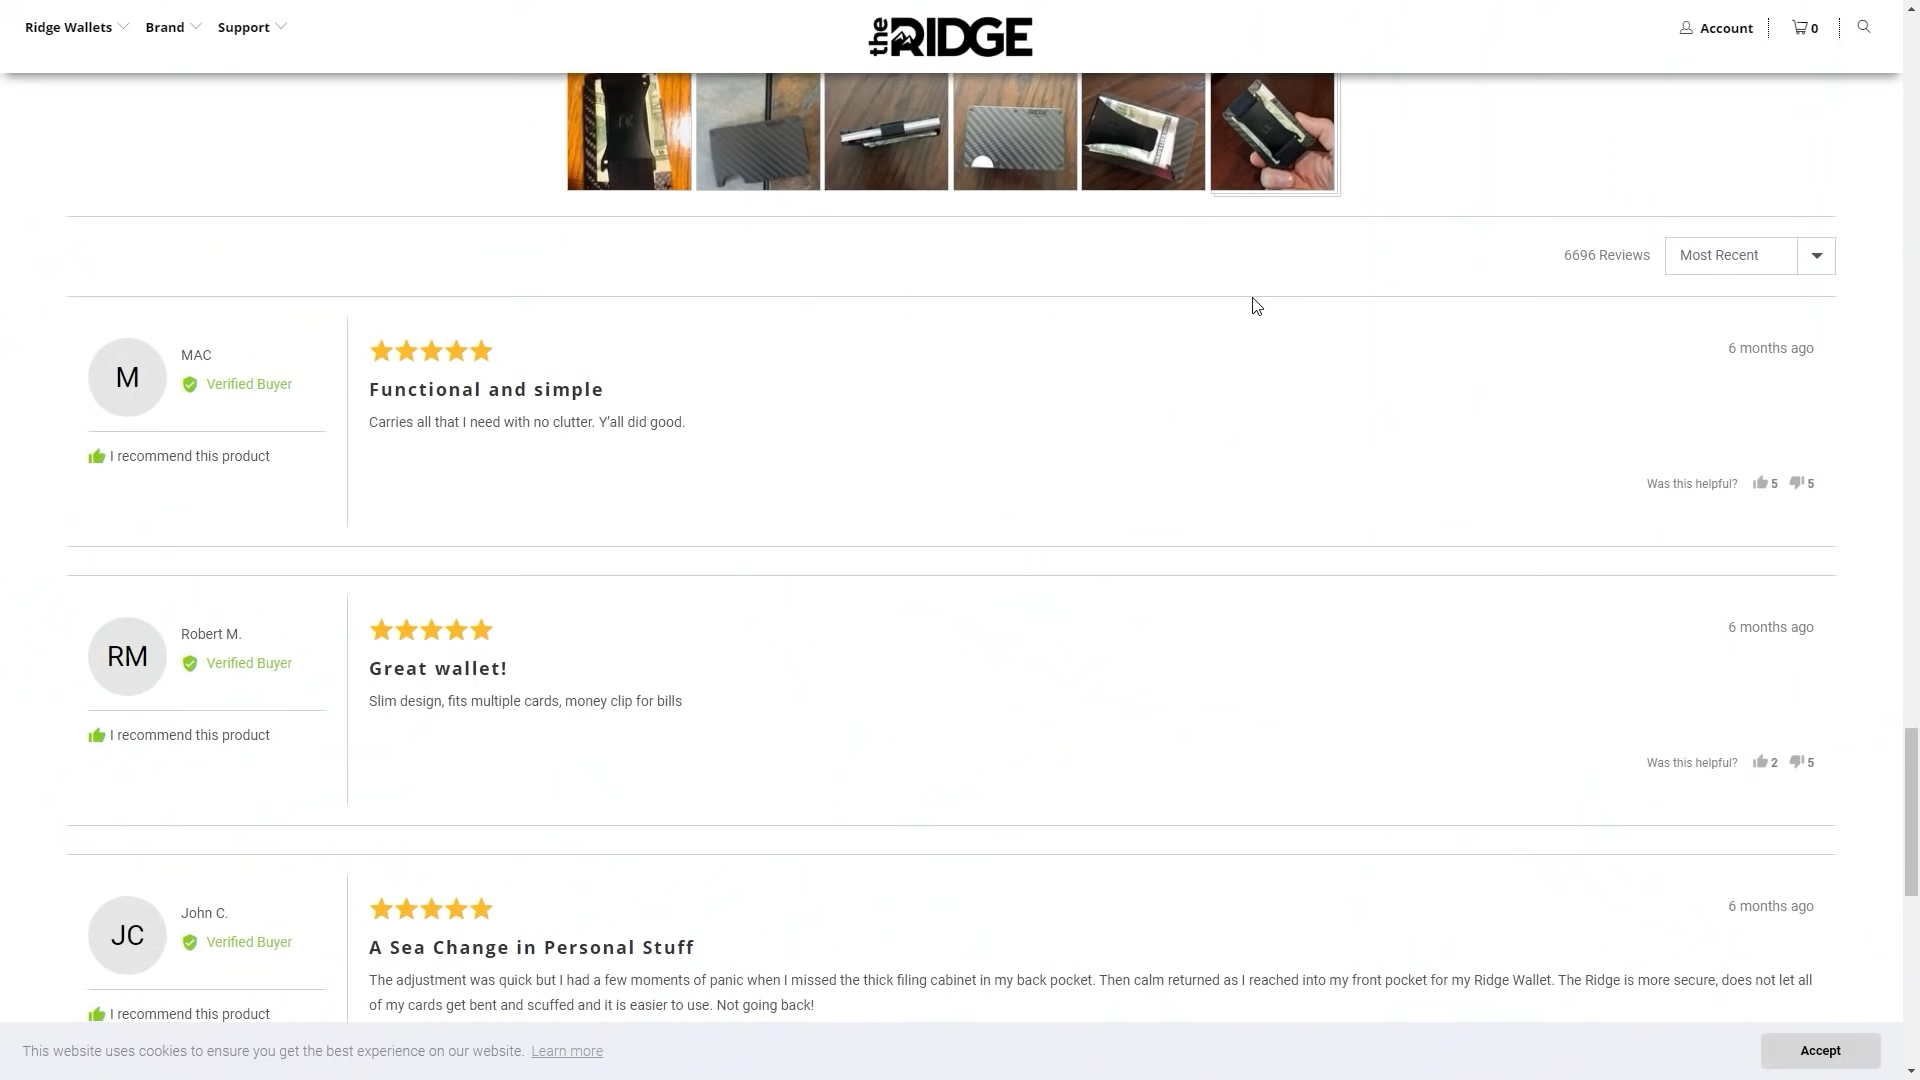 Ridge Wallets Brand Support
the RIDGE
Account 0
6696 Reviews Most Recent
M
MAC
Verified Buyer
I recommend this product
6 months ago
Functional and simple
Carries all that I need with no clutter. Y'all did good.
Was this helpful? 5 5
RM
Robert M.
Verified Buyer
I recommend this product
6 months ago
Great wallet!
Slim design, fits multiple cards, money clip for bills
Was this helpful? 2 5
JC
John C.
Verified Buyer
I recommend this product
6 months ago
A Sea Change in Personal Stuff
The adjustment was quick but I had a few moments of panic when I missed the thick filing cabinet in my back pocket. Then calm returned as I reached into my front pocket for my Ridge Wallet. The Ridge is more secure, does not let all
of my cards get bent and scuffed and it is easier to use. Not going back!
This website uses cookies to ensure you get the best experience on our website. Learn more
Accept